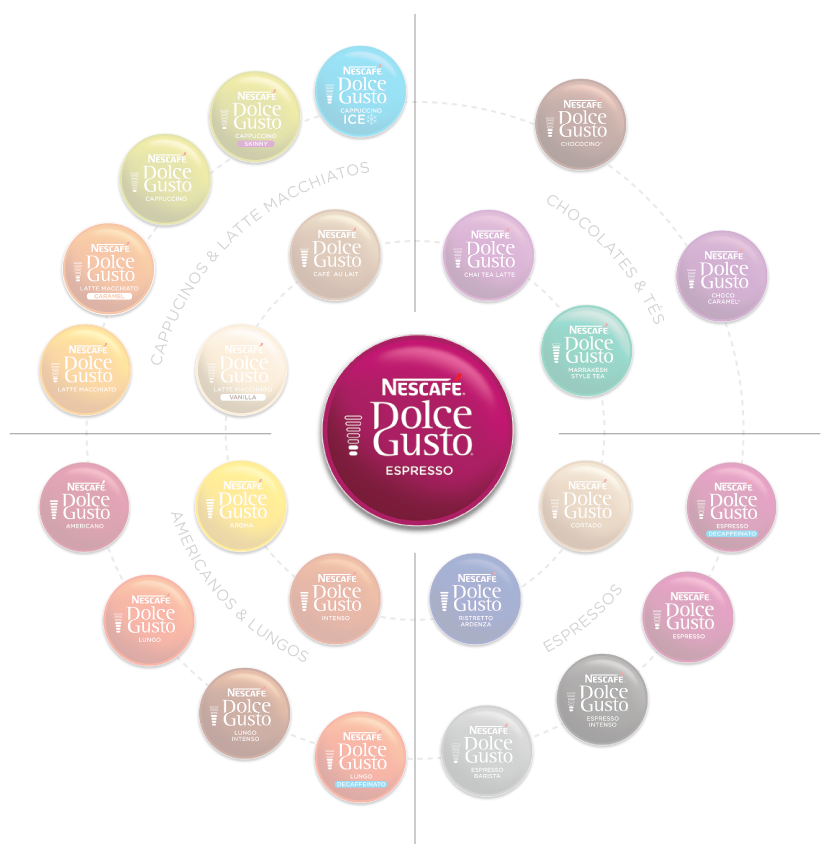 NESCAFÉ
Dolce
Gusto
CAPPUCCINO
ICE
NESCAFÉ
Dolce
Gusto
CAPPUCCINO
SKINNY
NESCAFÉ
Dolce
Gusto
CAPPUCCINO
NESCAFÉ
Dolce
Gusto
LATTE MACCHIATO
CARAMEL
NESCAFÉ
Dolce
Gusto
LATTE MACCHIATO
NESCAFÉ
Dolce
Gusto
CAFÉ AU LAIT
NESCAFÉ
Dolce
Gusto
LATTE MACCHIATO
VANILLA
CAPPUCINOS & LATTE MACCHIATOS
NESCAFÉ
Dolce
Gusto
CHOCOCINO®
NESCAFÉ
Dolce
Gusto
CHAI TEA LATTE
NESCAFÉ
Dolce
Gusto
CHOCO
CARAMEL®
NESCAFÉ
Dolce
Gusto
MARRAKESH
STYLE TEA
CHOCOLATES & TÉS
NESCAFÉ®
Dolce
Gusto®
ESPRESSO
NESCAFÉ
Dolce
Gusto
AMERICANO
NESCAFÉ
Dolce
Gusto
AROMA
NESCAFÉ
Dolce
Gusto
LUNGO
NESCAFÉ
Dolce
Gusto
INTENSO
NESCAFÉ
Dolce
Gusto
LUNGO
INTENSO
NESCAFÉ
Dolce
Gusto
LUNGO
DECAFFEINATO
AMERICANOS & LUNGOS
NESCAFÉ
Dolce
Gusto
CORTADO
NESCAFÉ
Dolce
Gusto
ESPRESSO
DECAFFEINATO
NESCAFÉ
Dolce
Gusto
RISTRETTO
ARDENZA
NESCAFÉ
Dolce
Gusto
ESPRESSO
NESCAFÉ
Dolce
Gusto
ESPRESSO
INTENSO
NESCAFÉ
Dolce
Gusto
ESPRESSO
BARISTA
ESPRESSOS